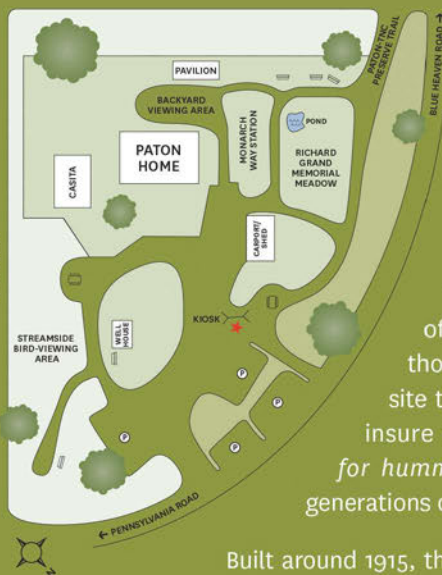 PAVILION
BACKYARD
VIEWING AREA
PATON
HOME
CASITA
MONARCH
WAY STATION
POND
RICHARD
GRAND
MEMORIAL
MEADOW
PATON-TNC
PRESERVE TRAIL
BLUE HEAVEN ROAD →
CARPORT/
SHED
KIOSK
WELL
HOUSE
STREAMSIDE
BIRD-VIEWING
AREA
P
P
P
P
← PENNSYLVANIA ROAD
N
of
tho
site t
insure
for humm
generations o
Built around 1915, th